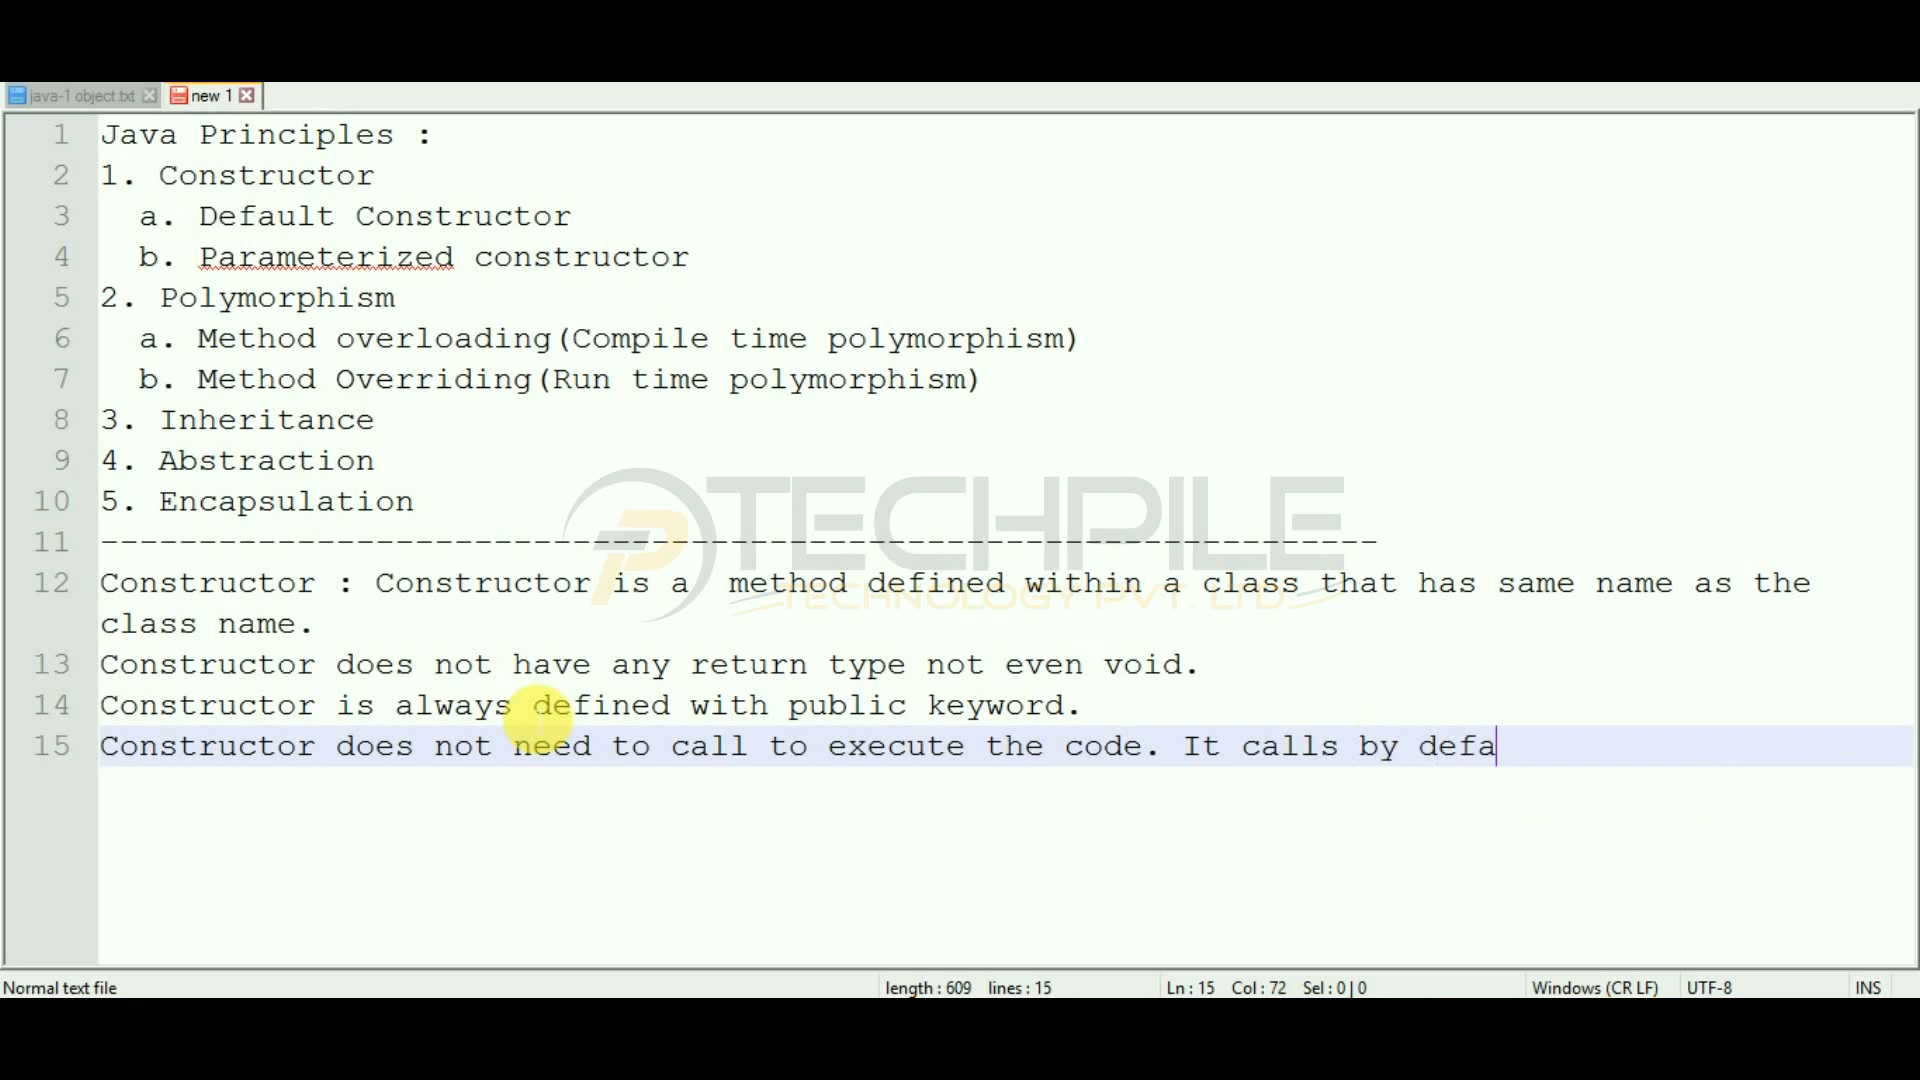 java-1 object.txt
new 1
1 Java Principles :
2 1. Constructor
3 a. Default Constructor
4 b. Parameterized constructor
5 2. Polymorphism
6 a. Method overloading(Compile time polymorphism)
7 b. Method Overriding(Run time polymorphism)
8 3. Inheritance
9 4. Abstraction
10 5. Encapsulation
11 -----------------------------------------------------------------
TECHPILE
TECHNOLOGY PVT. LTD.
12 Constructor : Constructor is a  method defined within a class that has same name as the
class name.
13 Constructor does not have any return type not even void.
14 Constructor is always defined with public keyword.
15 Constructor does not need to call to execute the code. It calls by defa
Normal text file
length : 609 lines : 15
Ln : 15 Col : 72 Sel : 0 | 0
Windows (CR LF)
UTF-8
INS